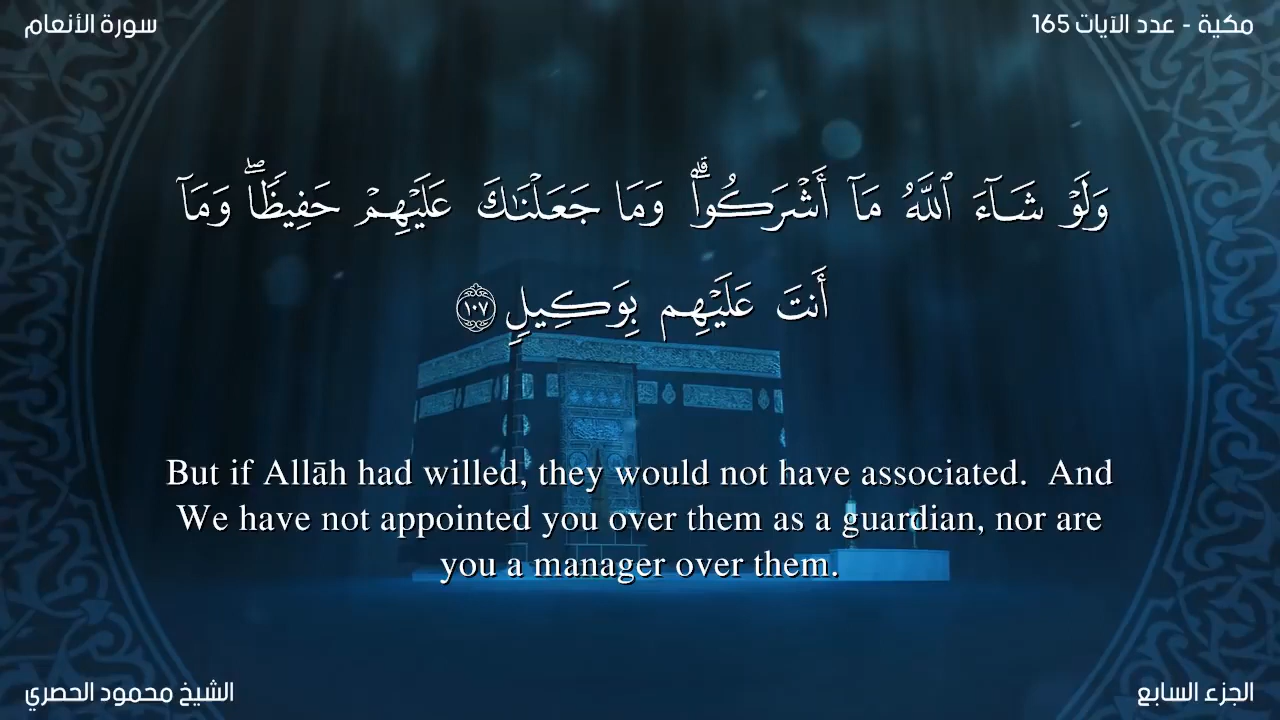 مكية - عدد الآيات 165
سورة الأنعام
وَلَوْ شَآءَ ٱللَّهُ مَآ أَشْرَكُوا۟ ۗ وَمَا جَعَلْنَـٰكَ عَلَيْهِمْ حَفِيظًا ۖ وَمَآ
أَنتَ عَلَيْهِم بِوَكِيلٍ ١٠٧
But if Allāh had willed, they would not have associated. And
We have not appointed you over them as a guardian, nor are
you a manager over them.
الجزء السابع
الشيخ محمود الحصري